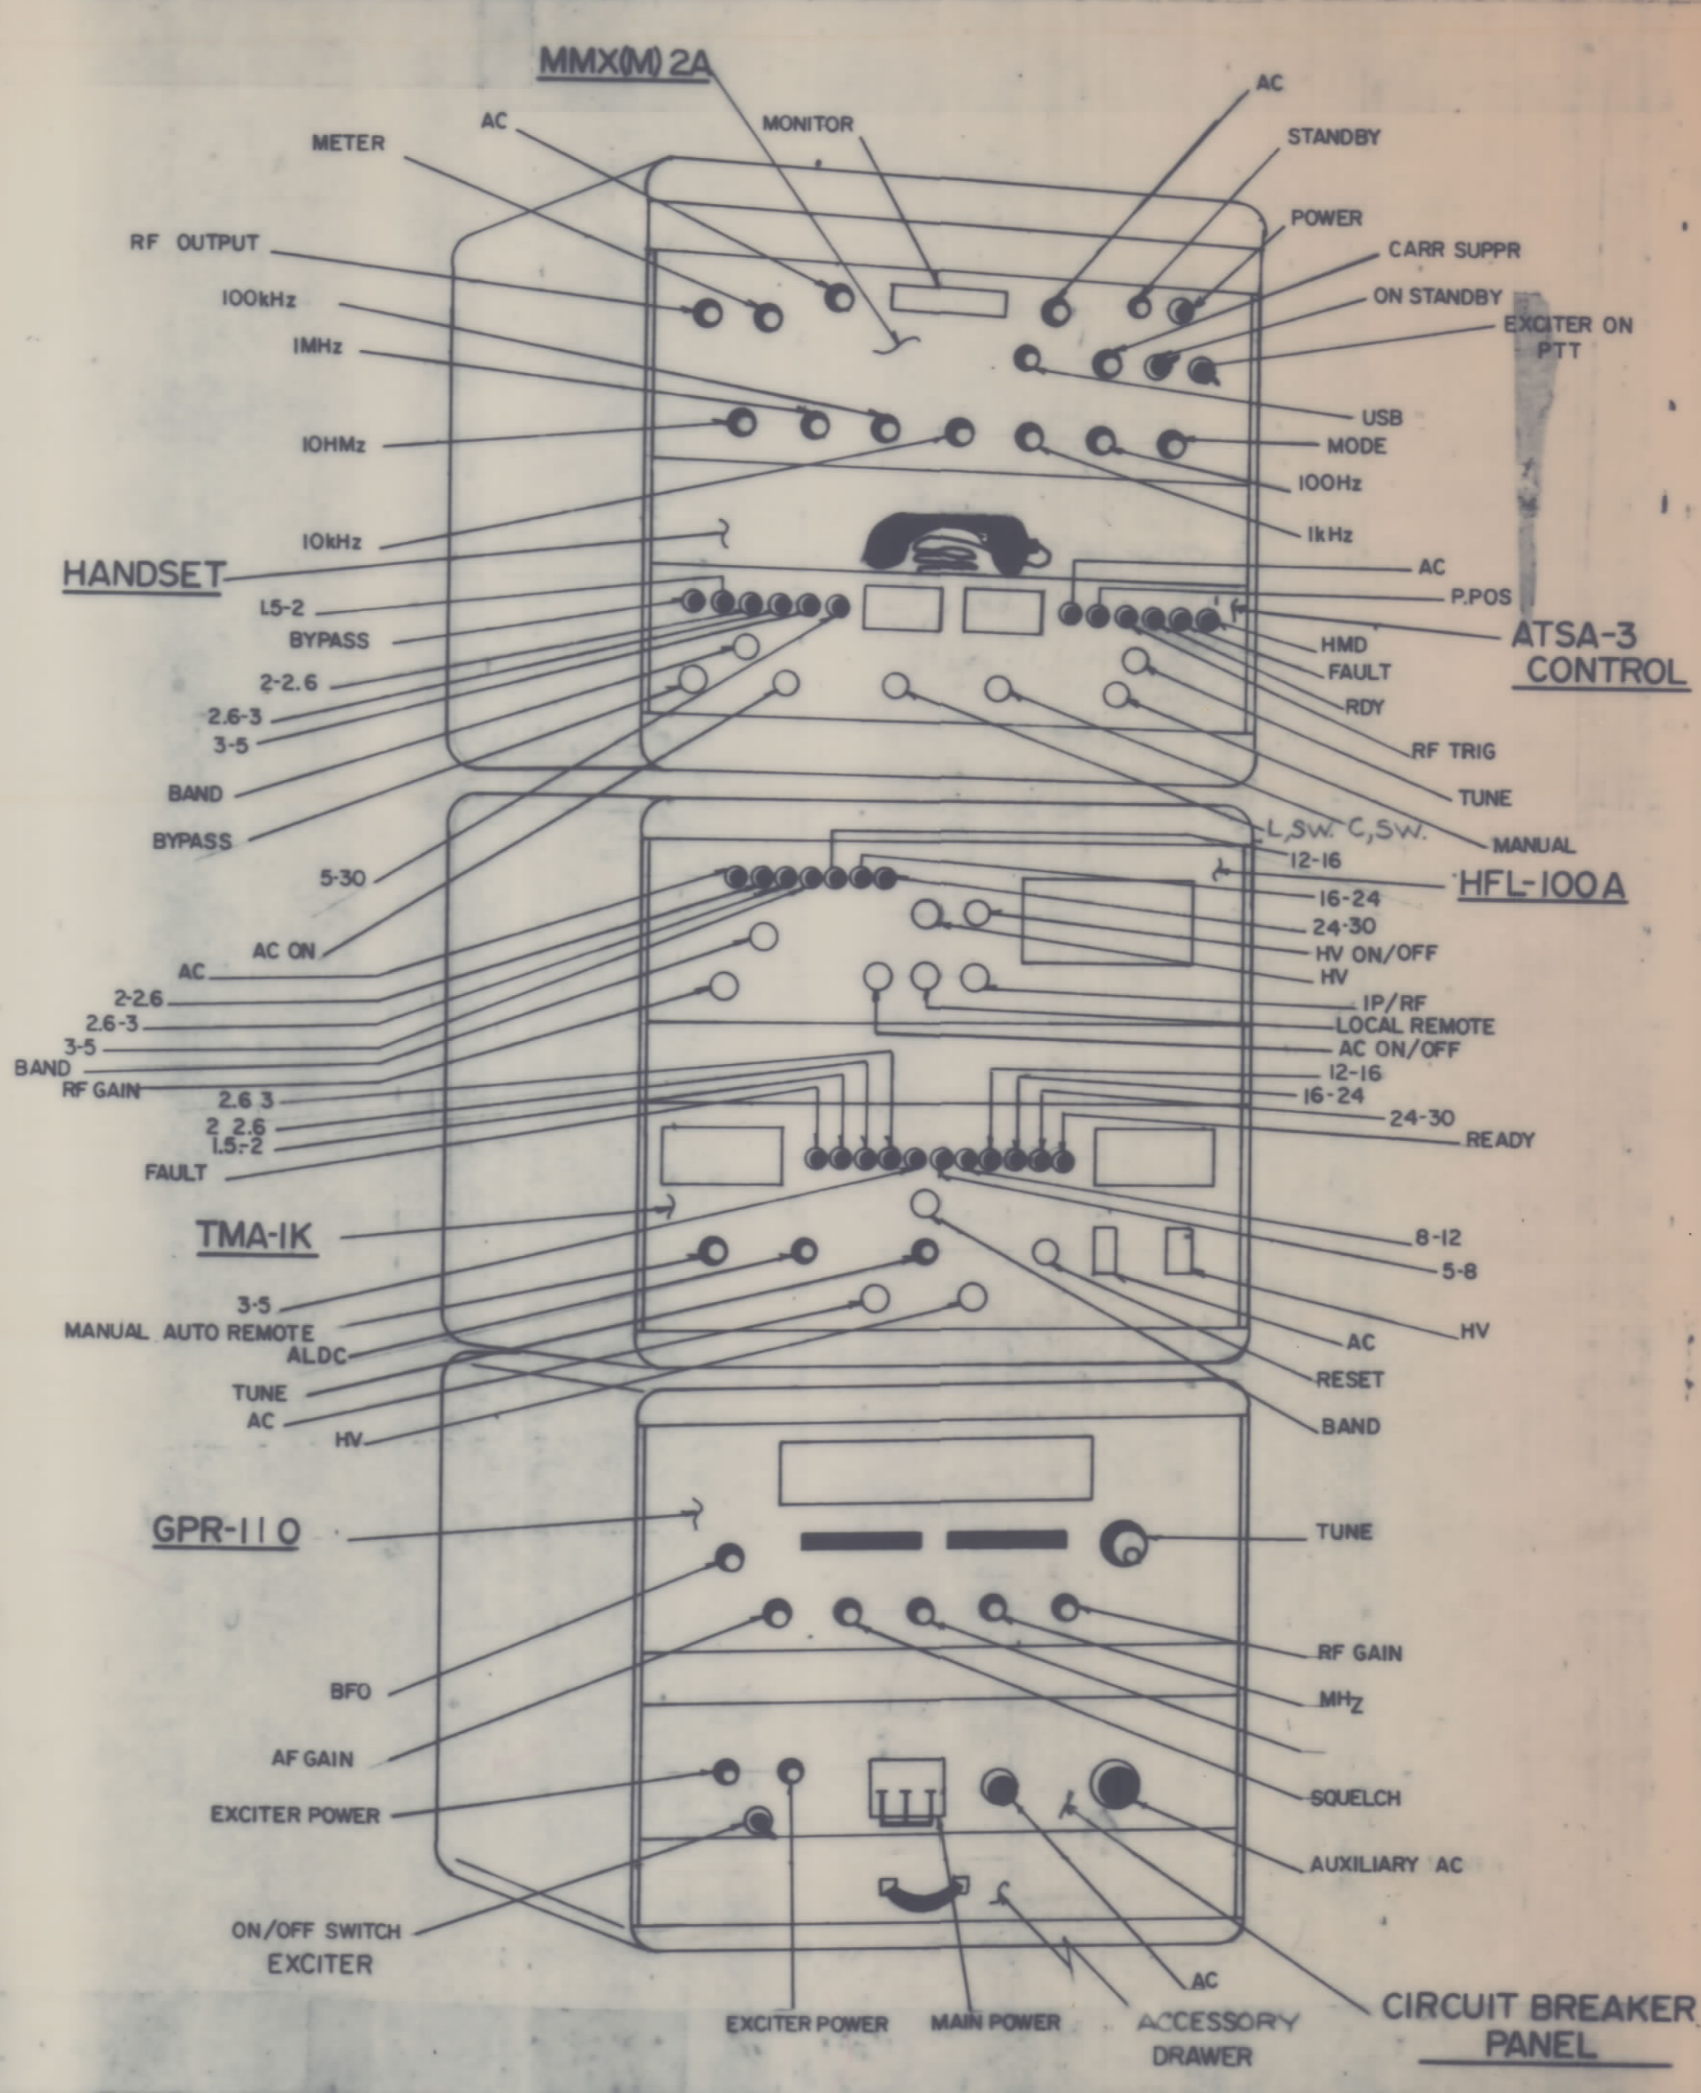 MMX(M) 2A
AC
METER
AC
MONITOR
STANDBY
POWER
RF OUTPUT
CARR SUPPR
100kHz
ON STANDBY
1MHz
EXCITER ON
PTT
10HMz
USB
MODE
100Hz
10kHz
1kHz
HANDSET
AC
1.5-2
P.POS
BYPASS
ATSA-3
CONTROL
HMD
2-2.6
FAULT
2.6-3
RDY
3-5
RF TRIG
BAND
TUNE
BYPASS
L,SW. C,SW.
MANUAL
12-16
5-30
HFL-100A
16-24
24-30
AC ON
HV ON/OFF
AC
HV
2-2.6
IP/RF
2.6-3
LOCAL REMOTE
3-5
AC ON/OFF
BAND
12-16
RF GAIN
16-24
2.6 3
24-30
2 2.6
READY
1.5-2
FAULT
TMA-1K
8-12
5-8
3-5
MANUAL AUTO REMOTE
HV
ALDC
AC
TUNE
RESET
AC
BAND
HV
GPR-110
TUNE
RF GAIN
BFO
MHZ
AF GAIN
SQUELCH
EXCITER POWER
AUXILIARY AC
ON/OFF SWITCH
EXCITER
AC
EXCITER POWER
MAIN POWER
ACCESSORY
DRAWER
CIRCUIT BREAKER
PANEL